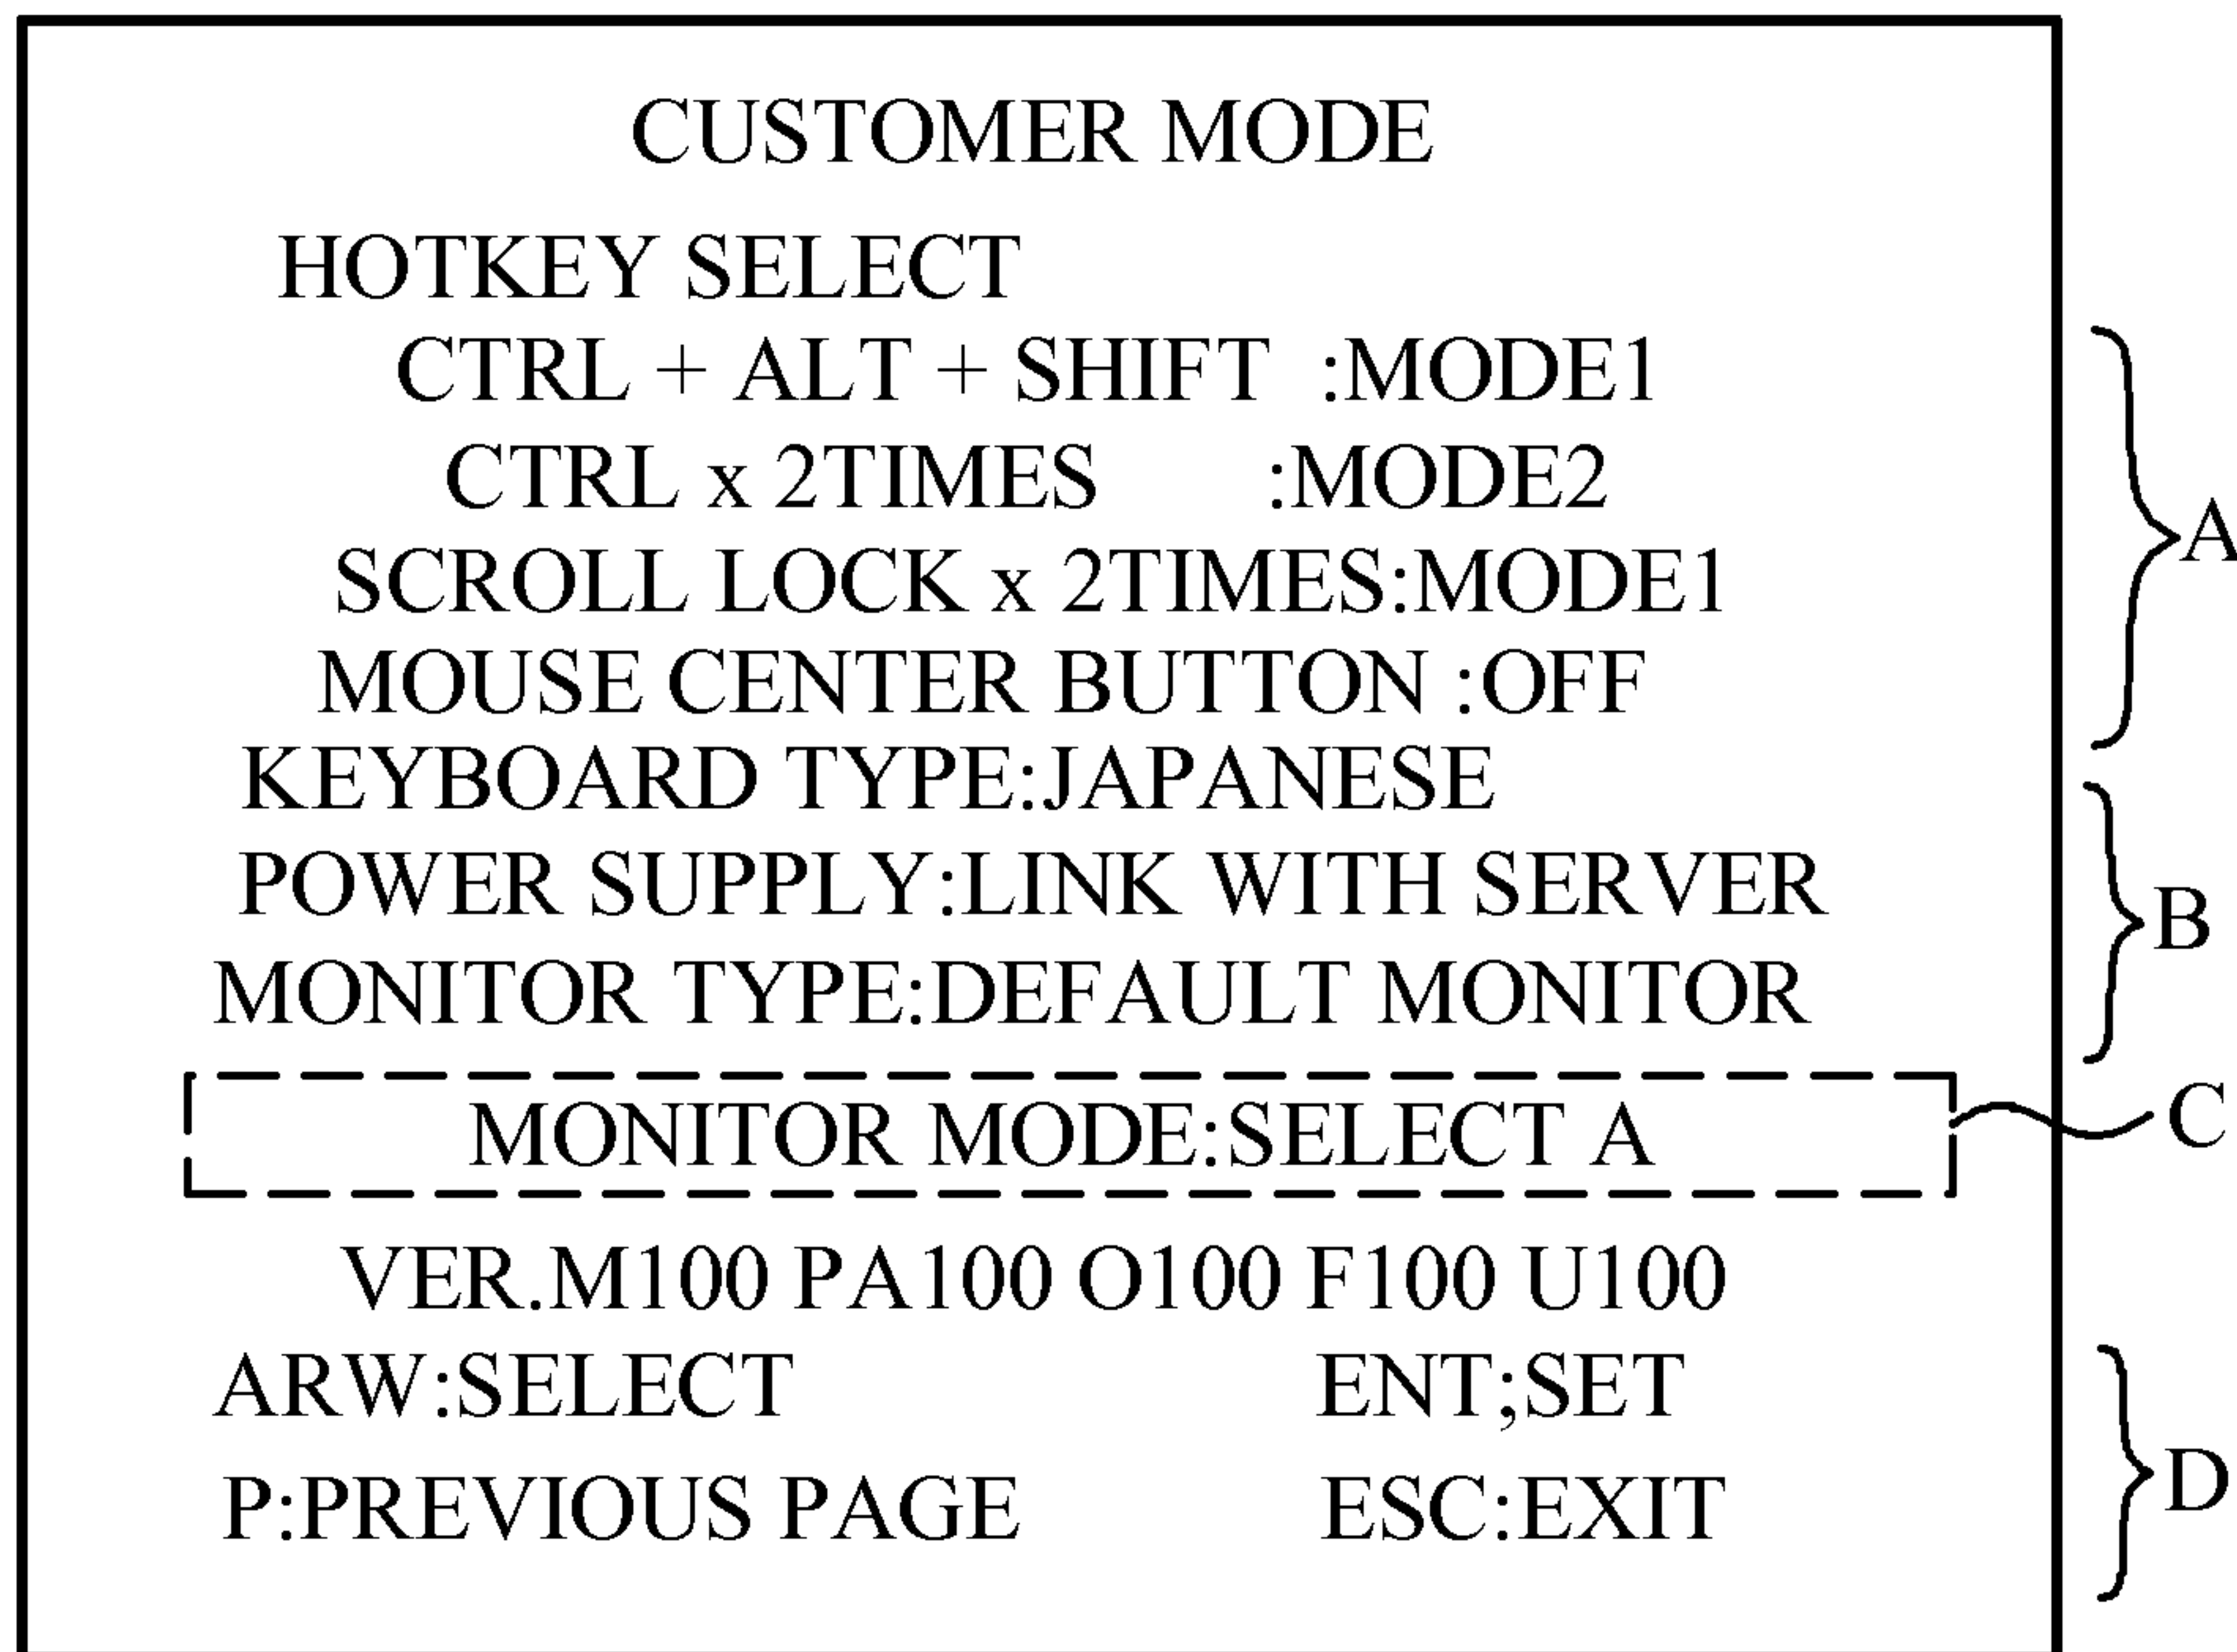 CUSTOMER MODE
HOTKEY SELECT
CTRL + ALT + SHIFT :MODE1
CTRL x 2TIMES :MODE2
SCROLL LOCK x 2TIMES:MODE1
MOUSE CENTER BUTTON :OFF
A
KEYBOARD TYPE:JAPANESE
POWER SUPPLY:LINK WITH SERVER
MONITOR TYPE:DEFAULT MONITOR
B
MONITOR MODE:SELECT A
C
VER.M100 PA100 O100 F100 U100
ARW:SELECT ENT;SET
P:PREVIOUS PAGE ESC:EXIT
D